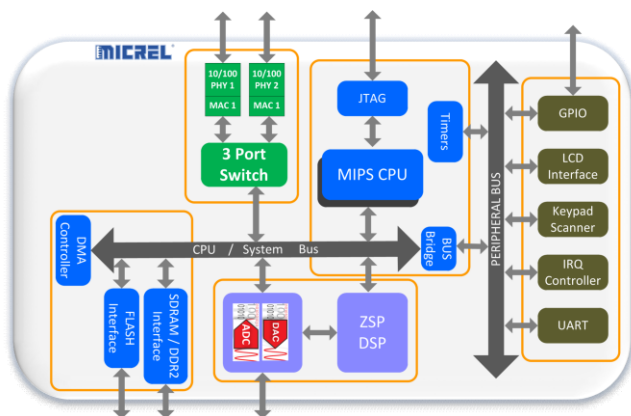 MICREL
10/100
PHY 1
MAC 1
10/100
PHY 2
MAC 1
3 Port
Switch
JTAG
Timers
MIPS CPU
BUS
Bridge
PERIPHERAL BUS
GPIO
LCD
Interface
Keypad
Scanner
IRQ
Controller
UART
DMA
Controller
CPU / System Bus
FLASH
Interface
SDRAM / DDR2
Interface
ADC
DAC
ZSP
DSP